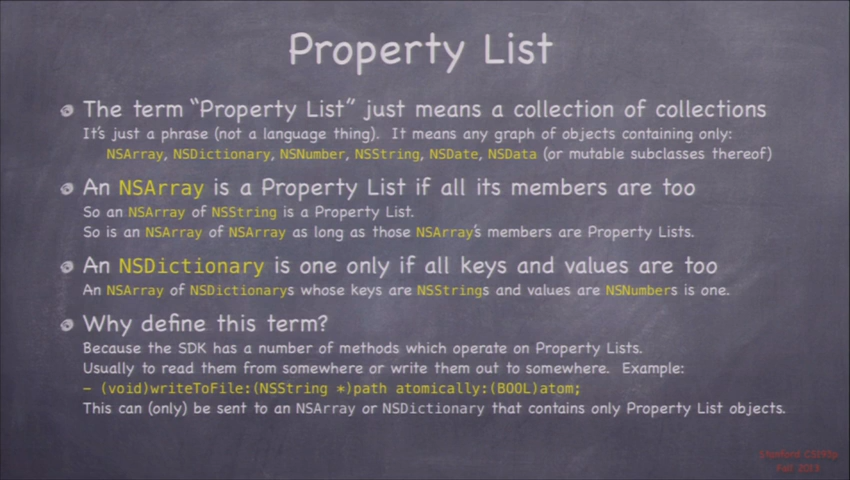 Property List
The term “Property List” just means a collection of collections
It’s just a phrase (not a language thing). It means any graph of objects containing only:
NSArray, NSDictionary, NSNumber, NSString, NSDate, NSData (or mutable subclasses thereof)
An NSArray is a Property List if all its members are too
So an NSArray of NSString is a Property List.
So is an NSArray of NSArray as long as those NSArray’s members are Property Lists.
An NSDictionary is one only if all keys and values are too
An NSArray of NSDictionarys whose keys are NSStrings and values are NSNumbers is one.
Why define this term?
Because the SDK has a number of methods which operate on Property Lists.
Usually to read them from somewhere or write them out to somewhere. Example:
- (void)writeToFile:(NSString *)path atomically:(BOOL)atom;
This can (only) be sent to an NSArray or NSDictionary that contains only Property List objects.
Stanford CS193p
Fall 2013